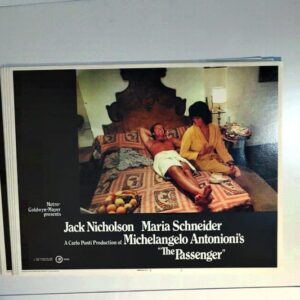 Metro-
Goldwyn-Mayer
presents
Jack Nicholson Maria Schneider
A Carlo Ponti Production of Michelangelo Antonioni's
"The Passenger"